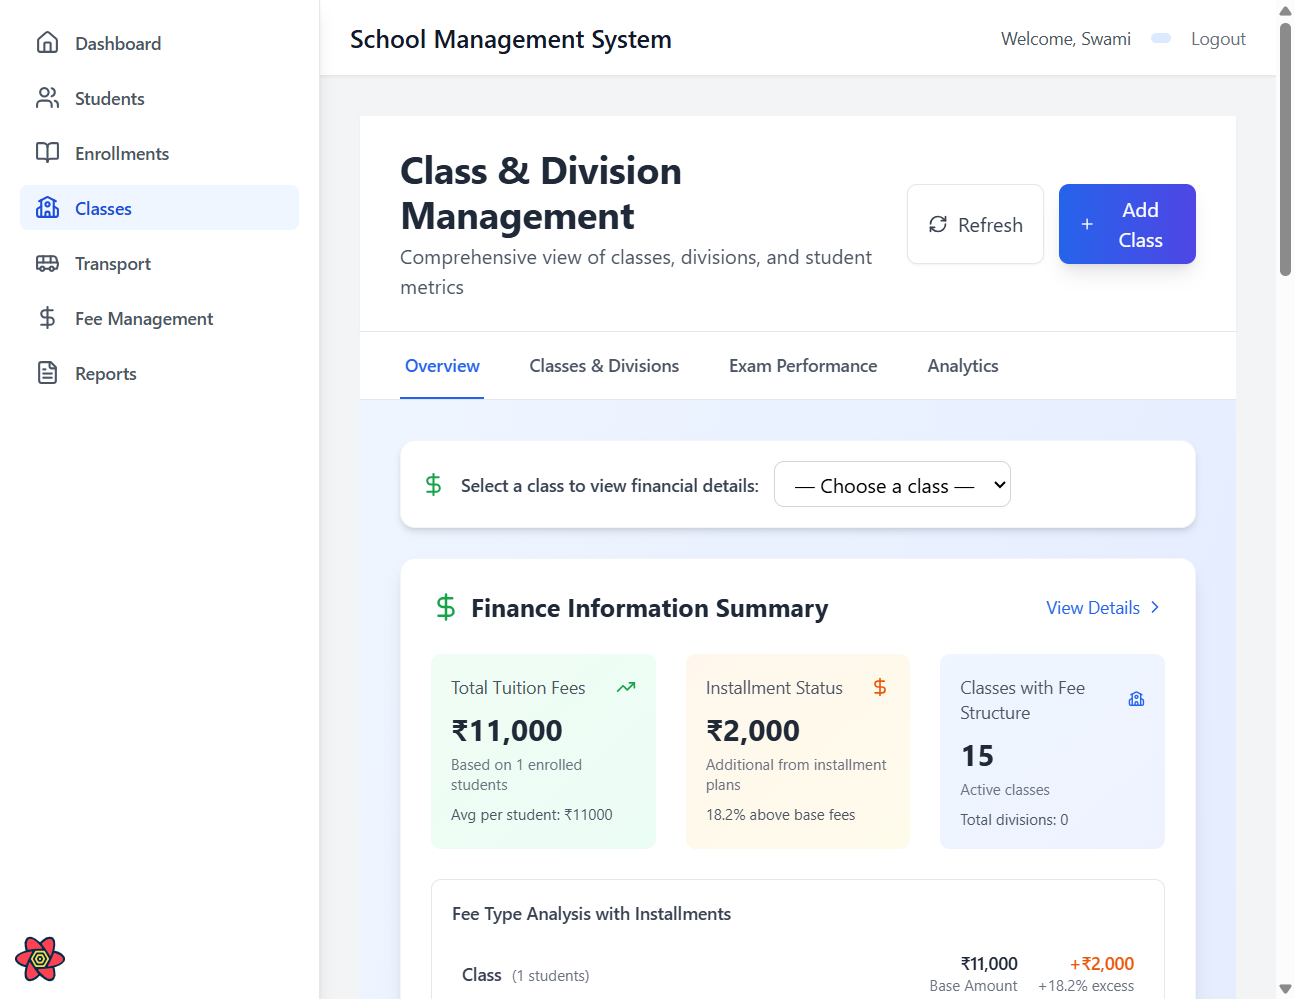 Dashboard
Students
Enrollments
Classes
Transport
Fee Management
Reports
School Management System
Welcome, Swami
Logout
Class & Division
Management
Comprehensive view of classes, divisions, and student
metrics
Refresh
+ Add
Class
Overview
Classes & Divisions
Exam Performance
Analytics
$ Select a class to view financial details:
— Choose a class —
$ Finance Information Summary
View Details
Total Tuition Fees
₹11,000
Based on 1 enrolled
students
Avg per student: ₹11000
Installment Status $
₹2,000
Additional from installment
plans
18.2% above base fees
Classes with Fee
Structure
15
Active classes
Total divisions: 0
Fee Type Analysis with Installments
Class (1 students)
₹11,000
Base Amount
+₹2,000
+18.2% excess